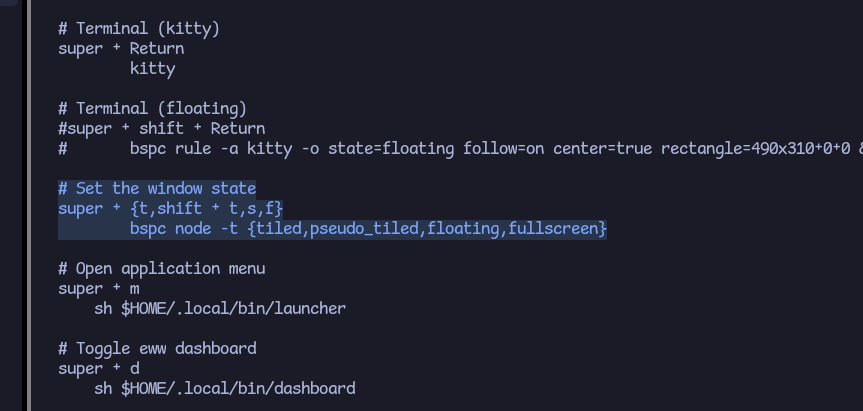 # Terminal (kitty)
super + Return
        kitty
# Terminal (floating)
#super + shift + Return
#       bspc rule -a kitty -o state=floating follow=on center=true rectangle=490x310+0+0 &
# Set the window state
super + {t,shift + t,s,f}
        bspc node -t {tiled,pseudo_tiled,floating,fullscreen}
# Open application menu
super + m
    sh $HOME/.local/bin/launcher
# Toggle eww dashboard
super + d
    sh $HOME/.local/bin/dashboard